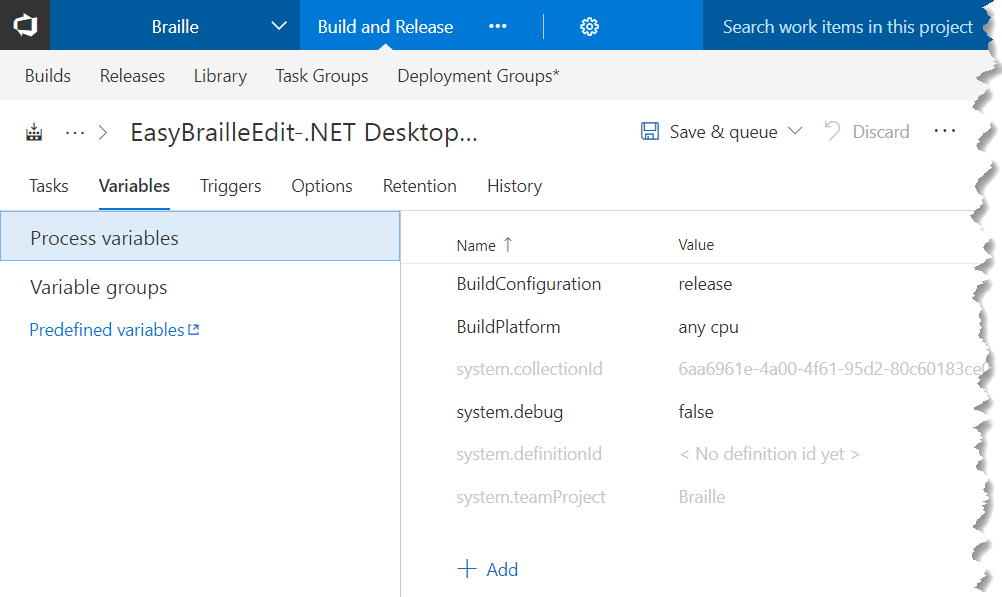 Braille Build and Release ... Search work items in this project
Builds Releases Library Task Groups Deployment Groups*
... > EasyBrailleEdit-.NET Desktop... Save & queue Discard ...
Tasks Variables Triggers Options Retention History
Process variables
Variable groups
Predefined variables
Name ↑ Value
BuildConfiguration release
BuildPlatform any cpu
system.collectionId 6aa6961e-4a00-4f61-95d2-80c60183ce
system.debug false
system.definitionId < No definition id yet >
system.teamProject Braille
+ Add